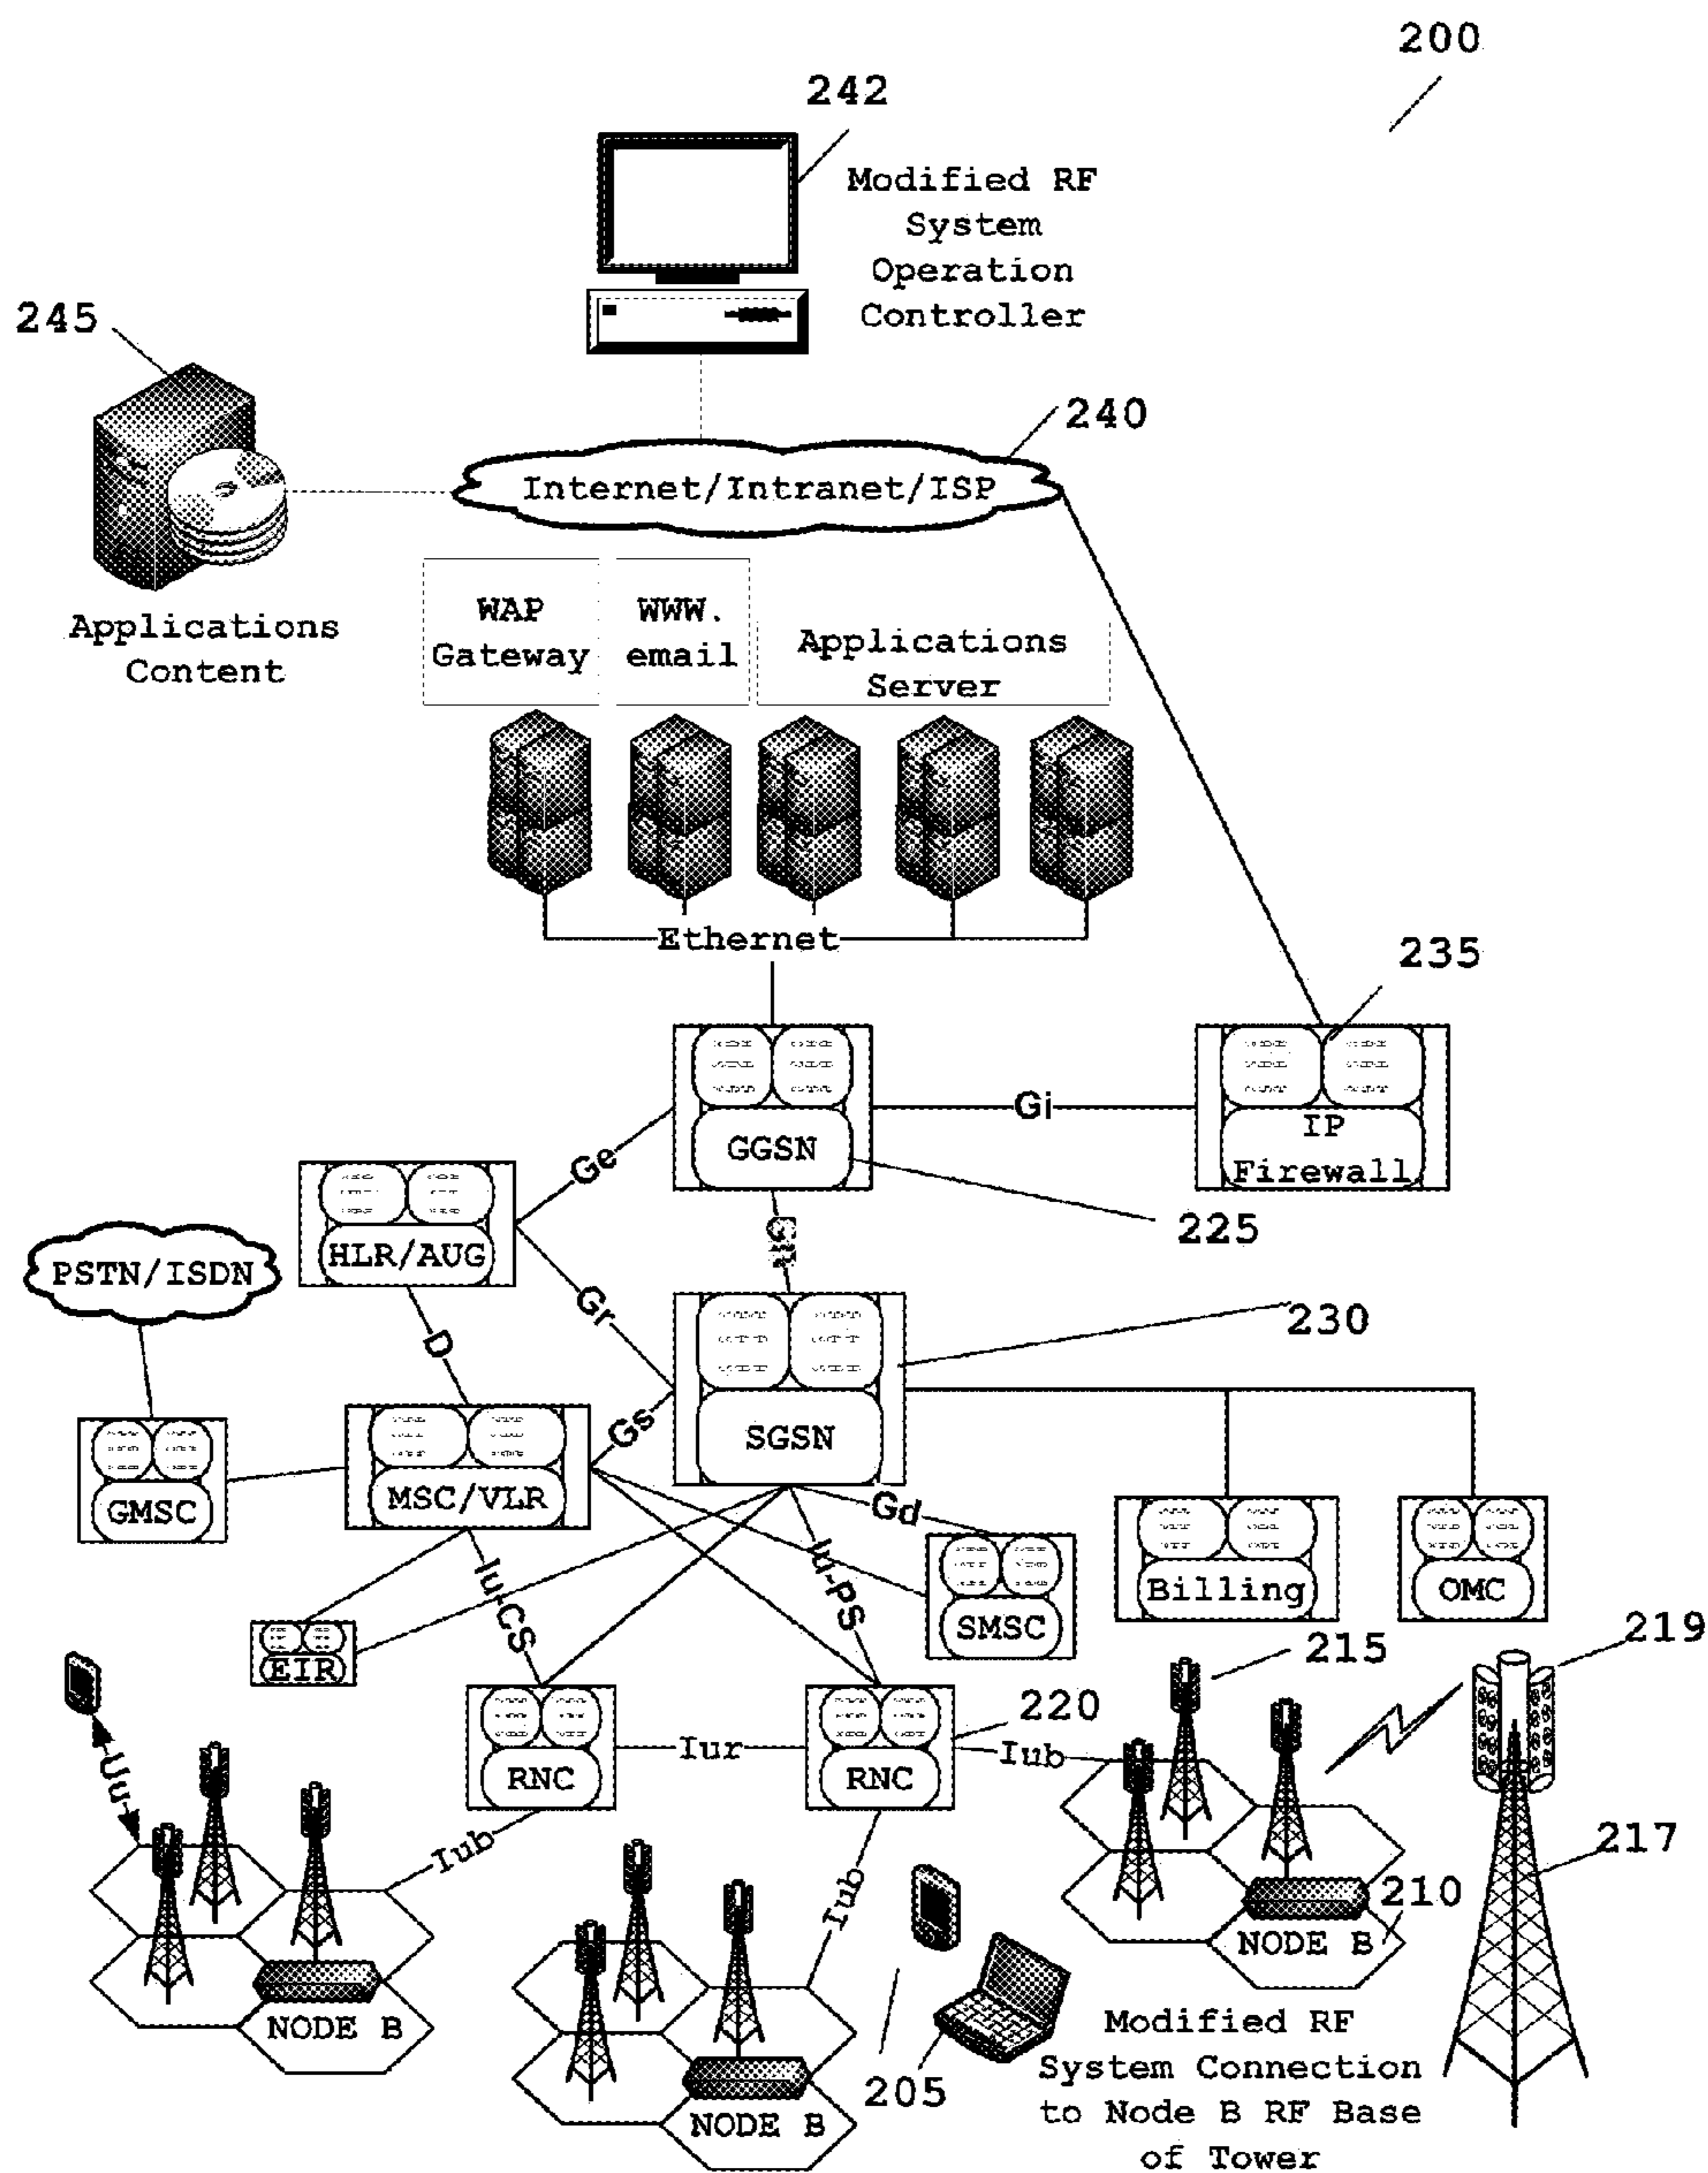 200
242
Modified RF
System
Operation
Controller
245
240
Internet/Intranet/ISP
Applications
Content
WAP
Gateway
WWW.
email
Applications
Server
Ethernet
235
GGSN
Gi
IP
Firewall
Ge
225
HLR/AUG
Gn
PSTN/ISDN
Gr
230
D
Gs
SGSN
GMSC
MSC/VLR
Gd
Iu-CS
Iu-PS
Billing
OMC
SMSC
EIR
215
219
220
RNC
Iur
RNC
Iub
Uu
Iub
Iub
217
210
NODE B
NODE B
NODE B
205
Modified RF
System Connection
to Node B RF Base
of Tower